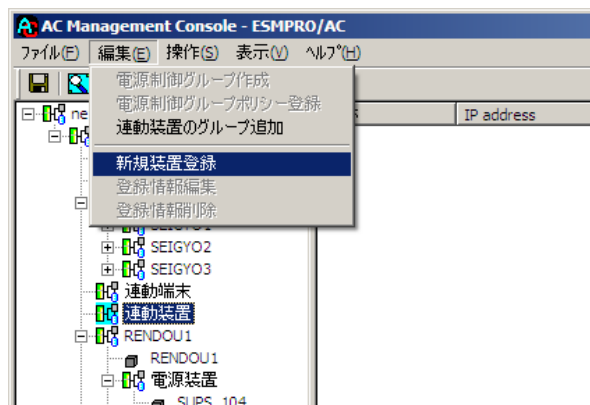 AC Management Console - ESMPRO/AC
ファイル(F) 編集(E) 操作(S) 表示(V) ヘルプ(H)
電源制御グループ作成
電源制御グループポリシー登録
連動装置のグループ追加
新規装置登録
登録情報編集
登録情報削除
ne
IP address
SEIGYO2
SEIGYO3
連動端末
連動装置
RENDOU1
RENDOU1
電源装置
SUPS_104